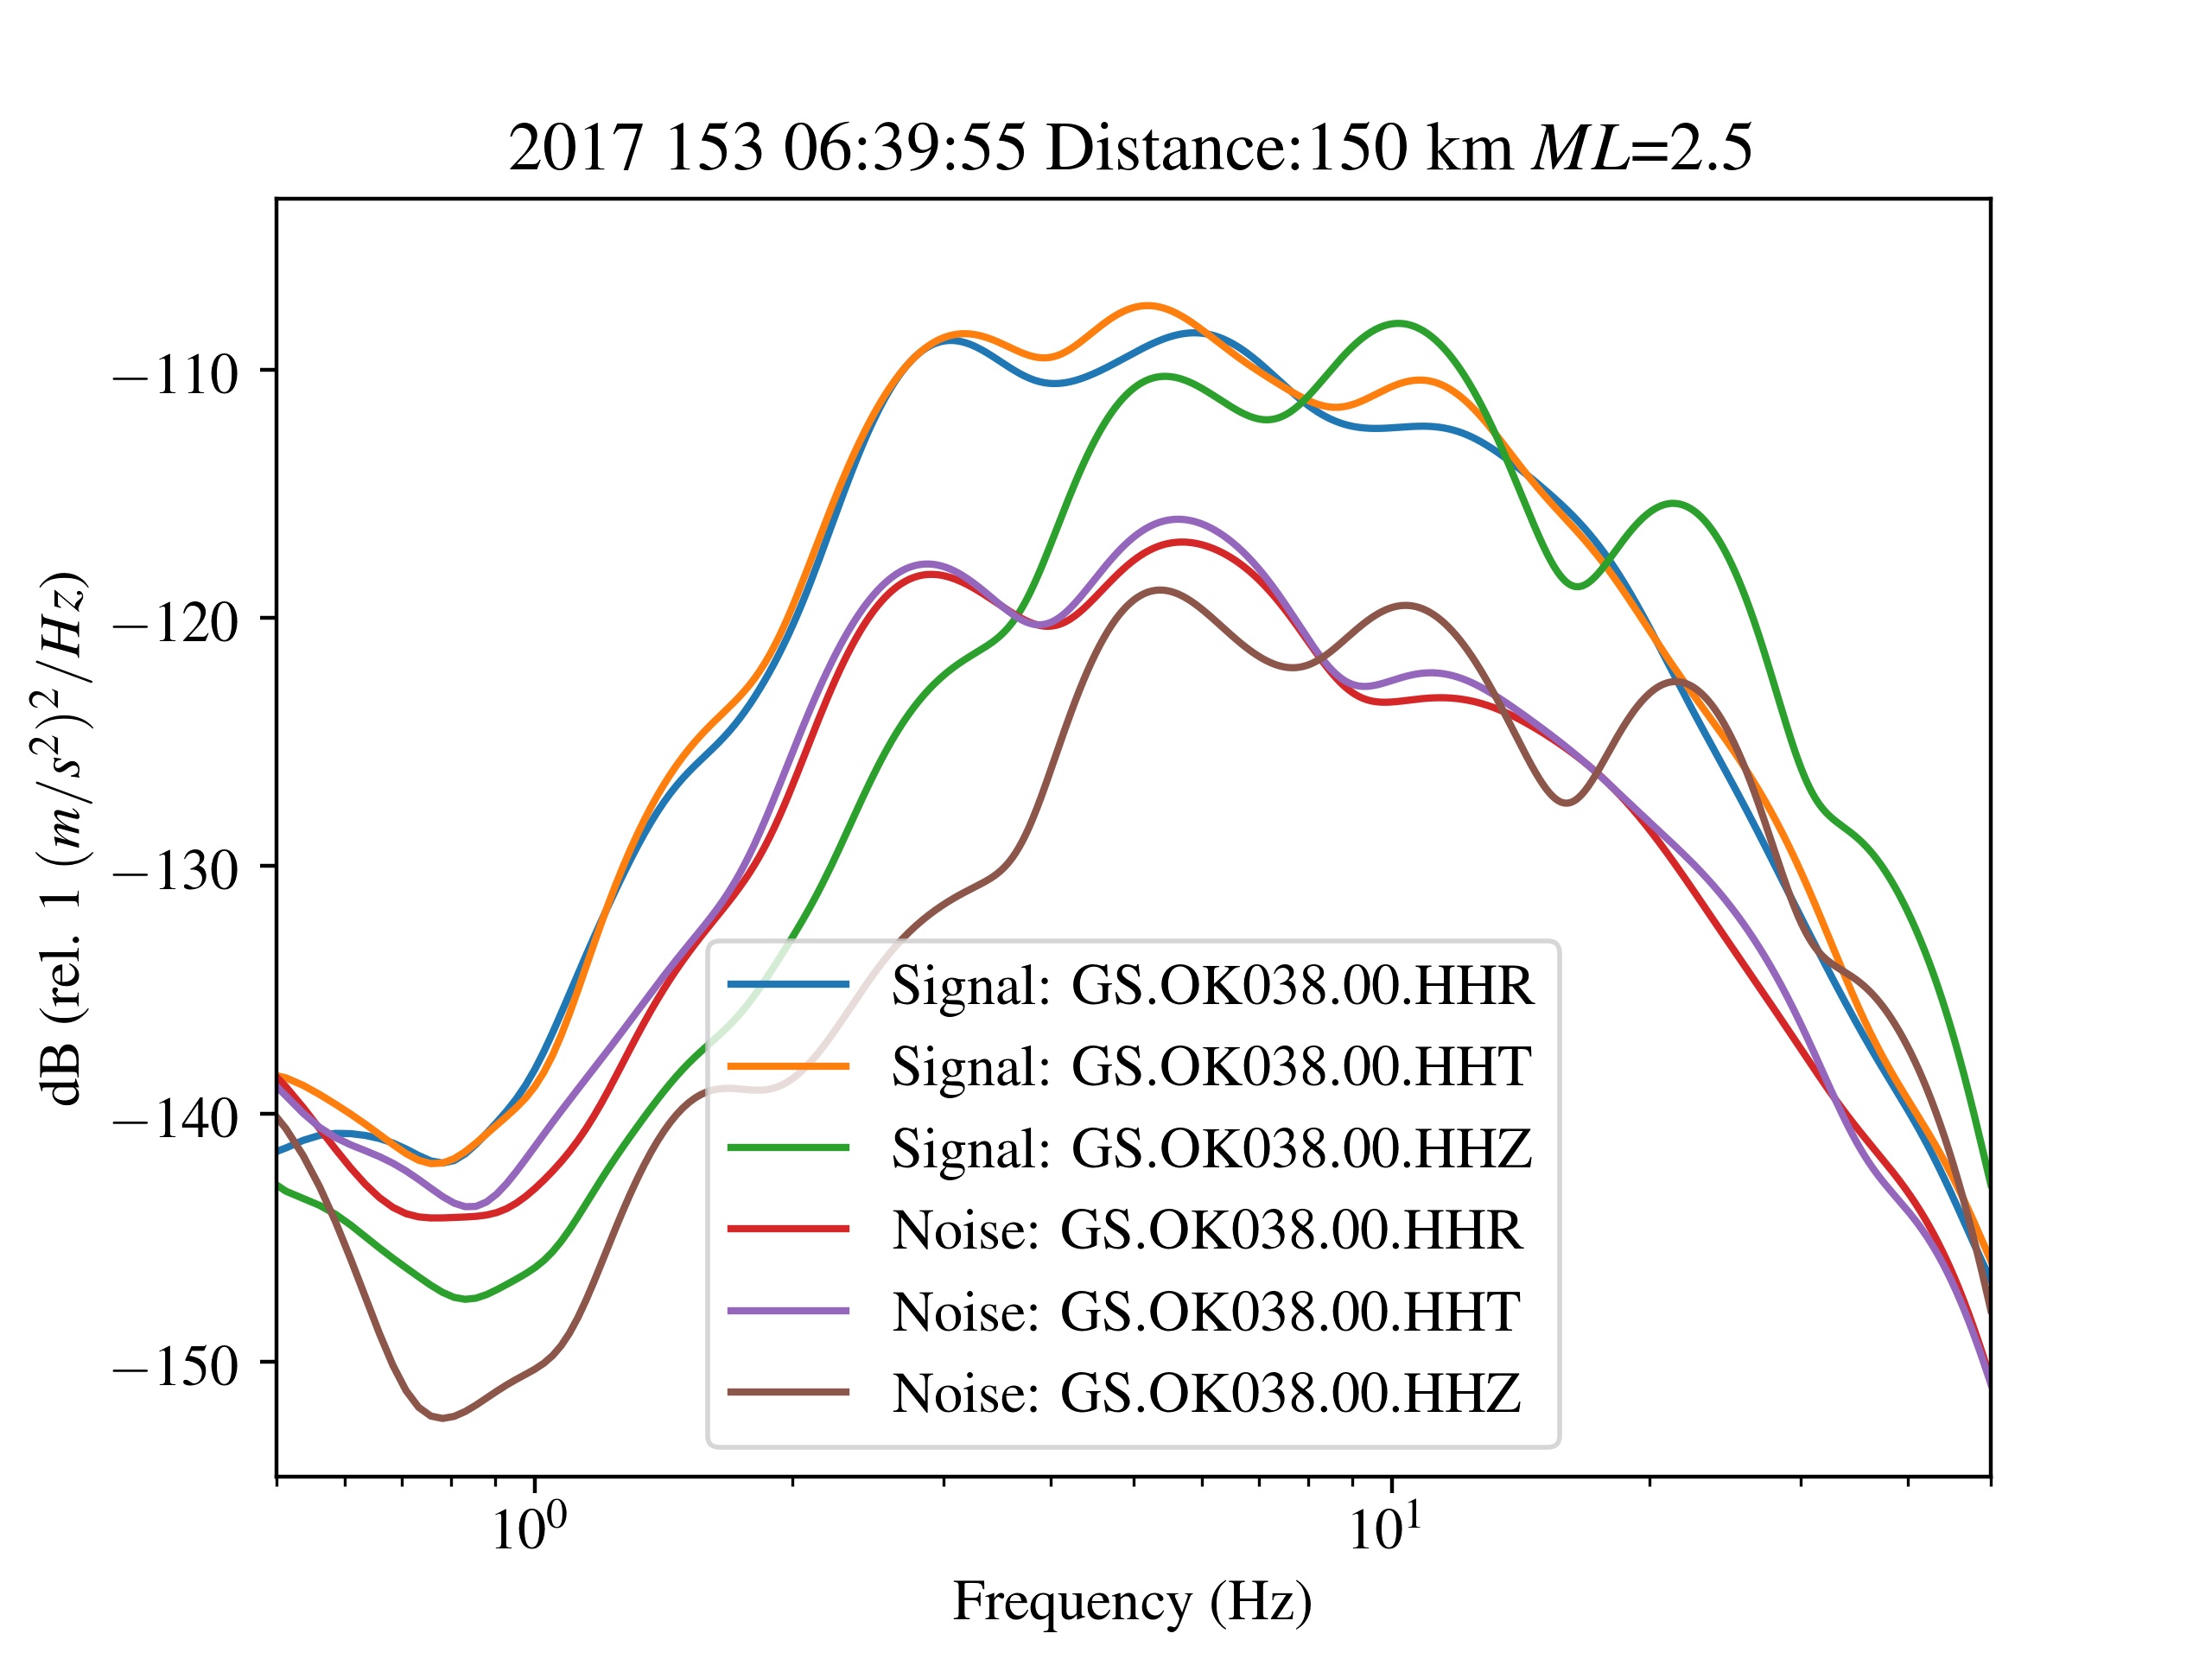 2017 153 06:39:55 Distance:150 km ML=2.5
dB (rel. 1 (m/s²)²/Hz)
−110
−120
−130
−140
−150
Signal: GS.OK038.00.HHR
Signal: GS.OK038.00.HHT
Signal: GS.OK038.00.HHZ
Noise: GS.OK038.00.HHR
Noise: GS.OK038.00.HHT
Noise: GS.OK038.00.HHZ
10⁰ 10¹
Frequency (Hz)